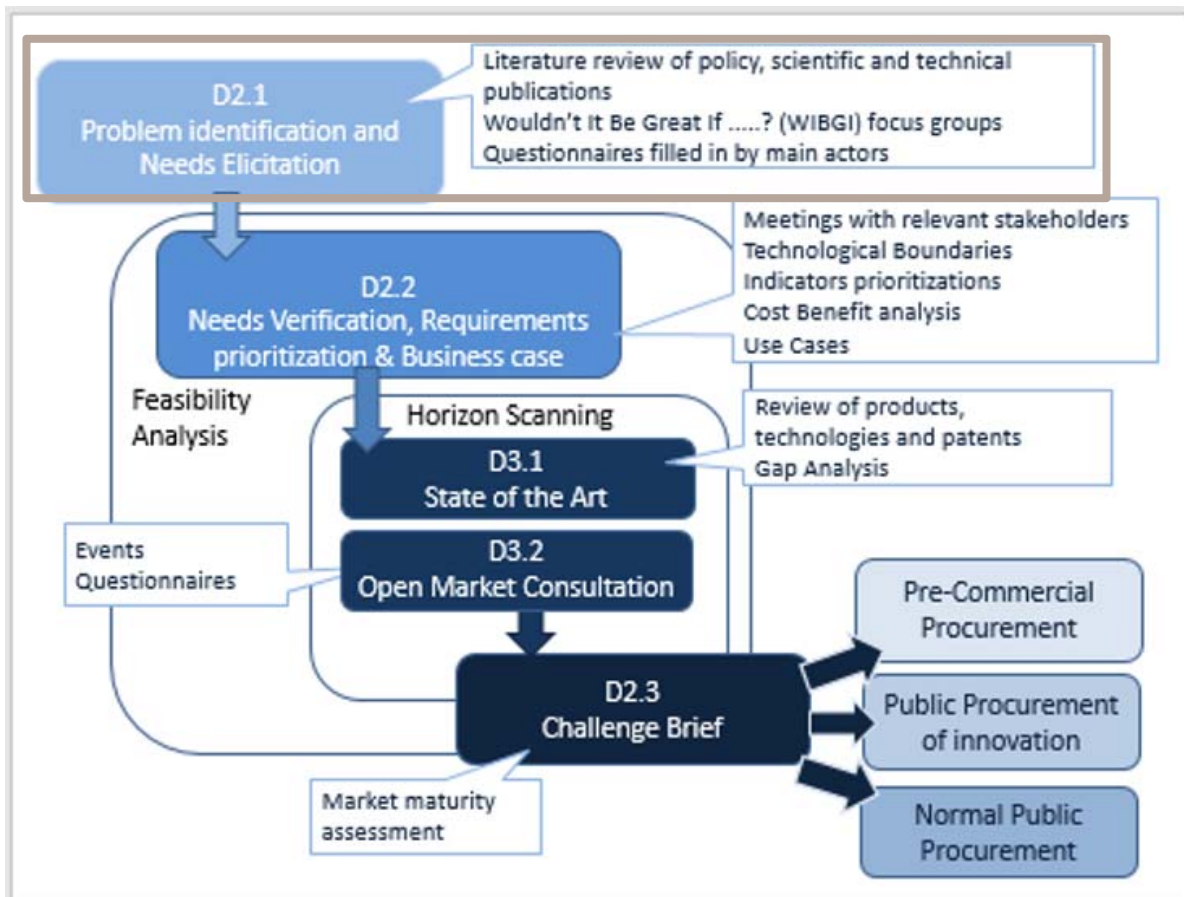 D2.1
Problem identification and
Needs Elicitation
Literature review of policy, scientific and technical
publications
Wouldn't It Be Great If .....? (WIBGI) focus groups
Questionnaires filled in by main actors
D2.2
Needs Verification, Requirements
prioritization & Business case
Meetings with relevant stakeholders
Technological Boundaries
Indicators prioritizations
Cost Benefit analysis
Use Cases
Feasibility
Analysis
Horizon Scanning
D3.1
State of the Art
Review of products,
technologies and patents
Gap Analysis
Events
Questionnaires
D3.2
Open Market Consultation
D2.3
Challenge Brief
Market maturity
assessment
Pre-Commercial
Procurement
Public Procurement
of innovation
Normal Public
Procurement